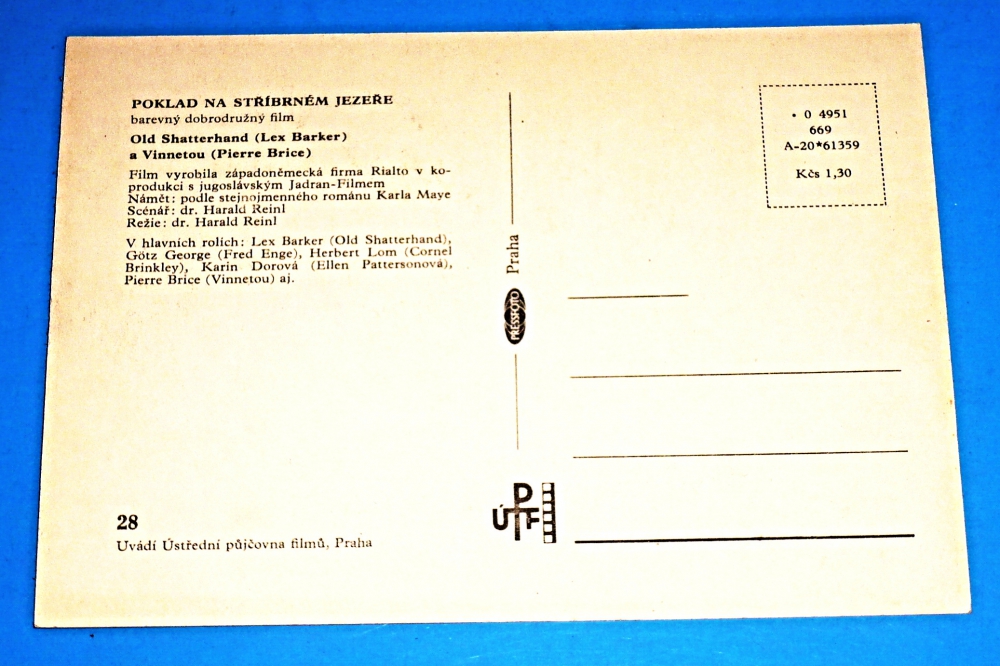 POKLAD NA STŘÍBRNÉM JEZEŘE
barevný dobrodružný film
Old Shatterhand (Lex Barker)
a Vinnetou (Pierre Brice)
Film vyrobila západoněmecká firma Rialto v ko-
produkci s jugoslávským Jadran-Filmem
Námět: podle stejnojmenného románu Karla Maye
Scénář: dr. Harald Reinl
Režie: dr. Harald Reinl
V hlavních rolích: Lex Barker (Old Shatterhand),
Götz George (Fred Enge), Herbert Lom (Cornel
Brinkley), Karin Dorová (Ellen Pattersonová),
Pierre Brice (Vinnetou) aj.
28
Uvádí Ústřední půjčovna filmů, Praha
Praha
PRESSFOTO
ÚPF
• 0 4951
669
A-20*61359
Kčs 1,30